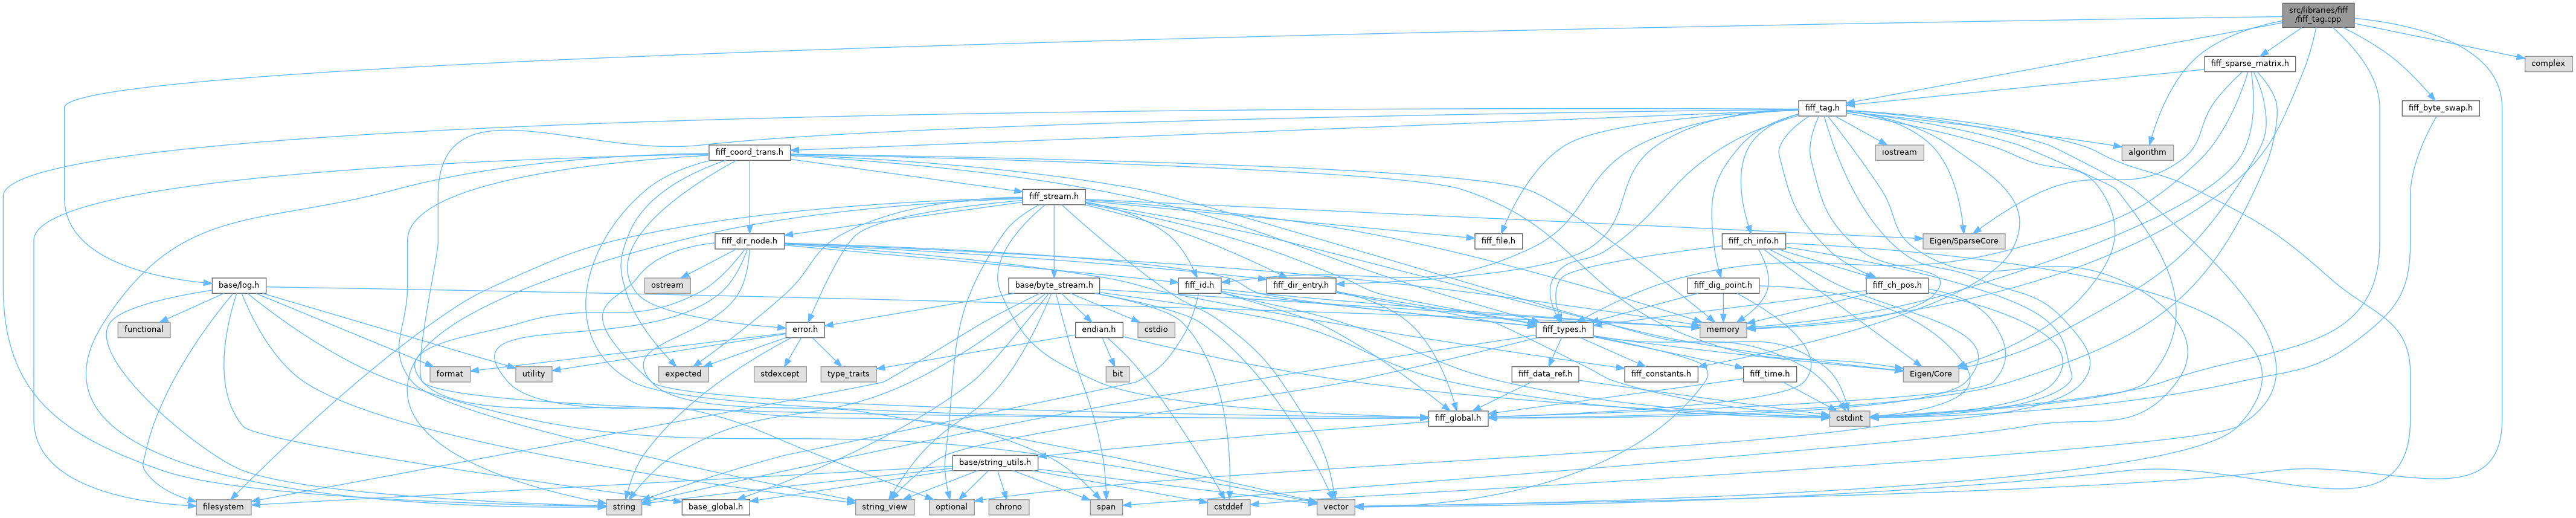 src/libraries/fiff
/fiff_tag.cpp
fiff_sparse_matrix.h
complex
fiff_tag.h
fiff_byte_swap.h
fiff_coord_trans.h
iostream
algorithm
fiff_stream.h
fiff_dir_node.h
fiff_file.h
fiff_ch_info.h
Eigen/SparseCore
base/log.h
ostream
base/byte_stream.h
fiff_id.h
fiff_dir_entry.h
fiff_dig_point.h
fiff_ch_pos.h
functional
error.h
cstdio
endian.h
fiff_types.h
memory
format
utility
expected
stdexcept
type_traits
bit
fiff_data_ref.h
fiff_constants.h
fiff_time.h
Eigen/Core
fiff_global.h
cstdint
base/string_utils.h
filesystem
string
base_global.h
string_view
optional
chrono
span
cstddef
vector